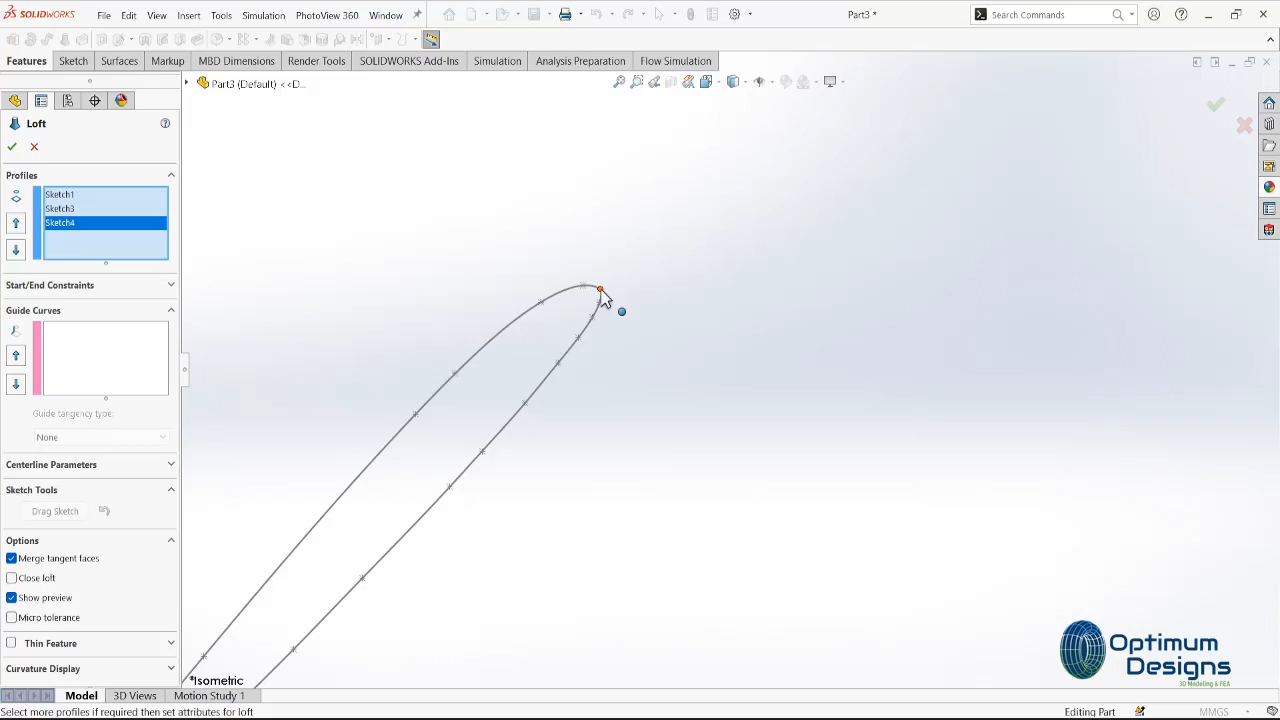 SOLIDWORKS
File Edit View Insert Tools Simulation PhotoView 360 Window
Part3 *
Search Commands
Features Sketch Surfaces Markup MBD Dimensions Render Tools SOLIDWORKS Add-Ins Simulation Analysis Preparation Flow Simulation
Part3 (Default) <<D...
Loft
Profiles
Sketch1
Sketch3
Sketch4
Start/End Constraints
Guide Curves
Guide tangency type:
None
Centerline Parameters
Sketch Tools
Drag Sketch
Options
Merge tangent faces
Close loft
Show preview
Micro tolerance
Thin Feature
Curvature Display
*Isometric
Optimum
Designs
3D Modeling & FEA
Model 3D Views Motion Study 1
Select more profiles if required then set attributes for loft
Editing Part
MMGS